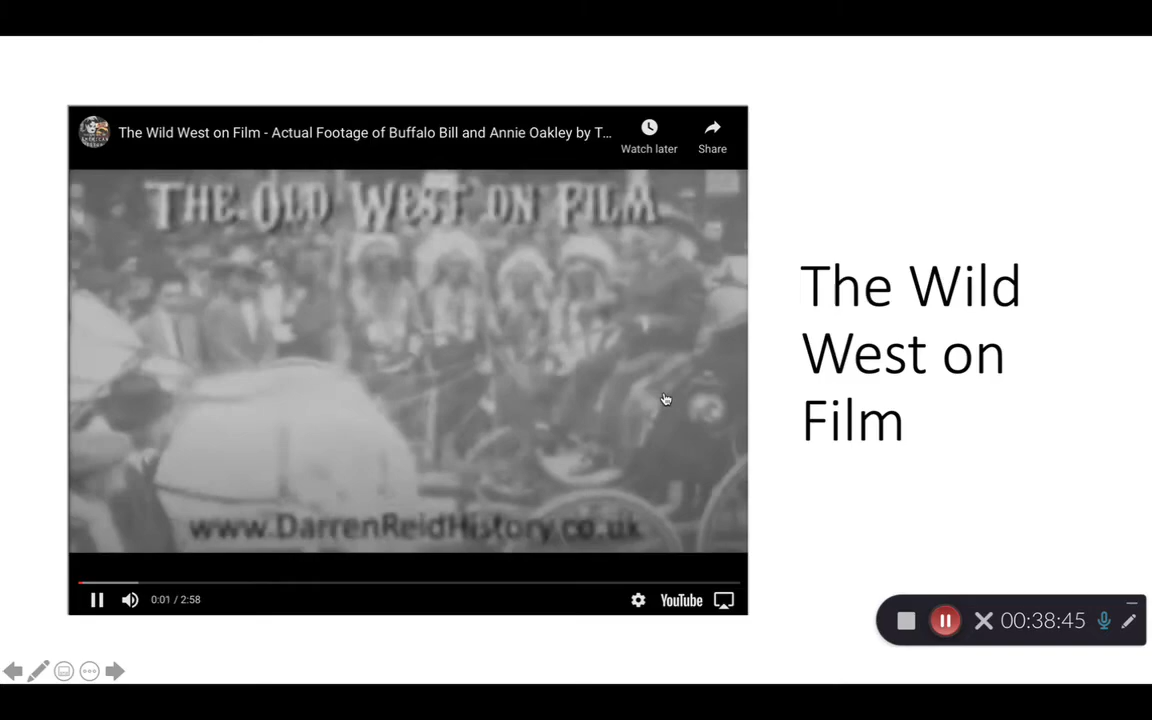 The Wild West on Film - Actual Footage of Buffalo Bill and Annie Oakley by T...
Watch later
Share
THE OLD WEST ON FILM
www.DarrenReidHistory.co.uk
0:01 / 2:58
YouTube
The Wild
West on
Film
00:38:45